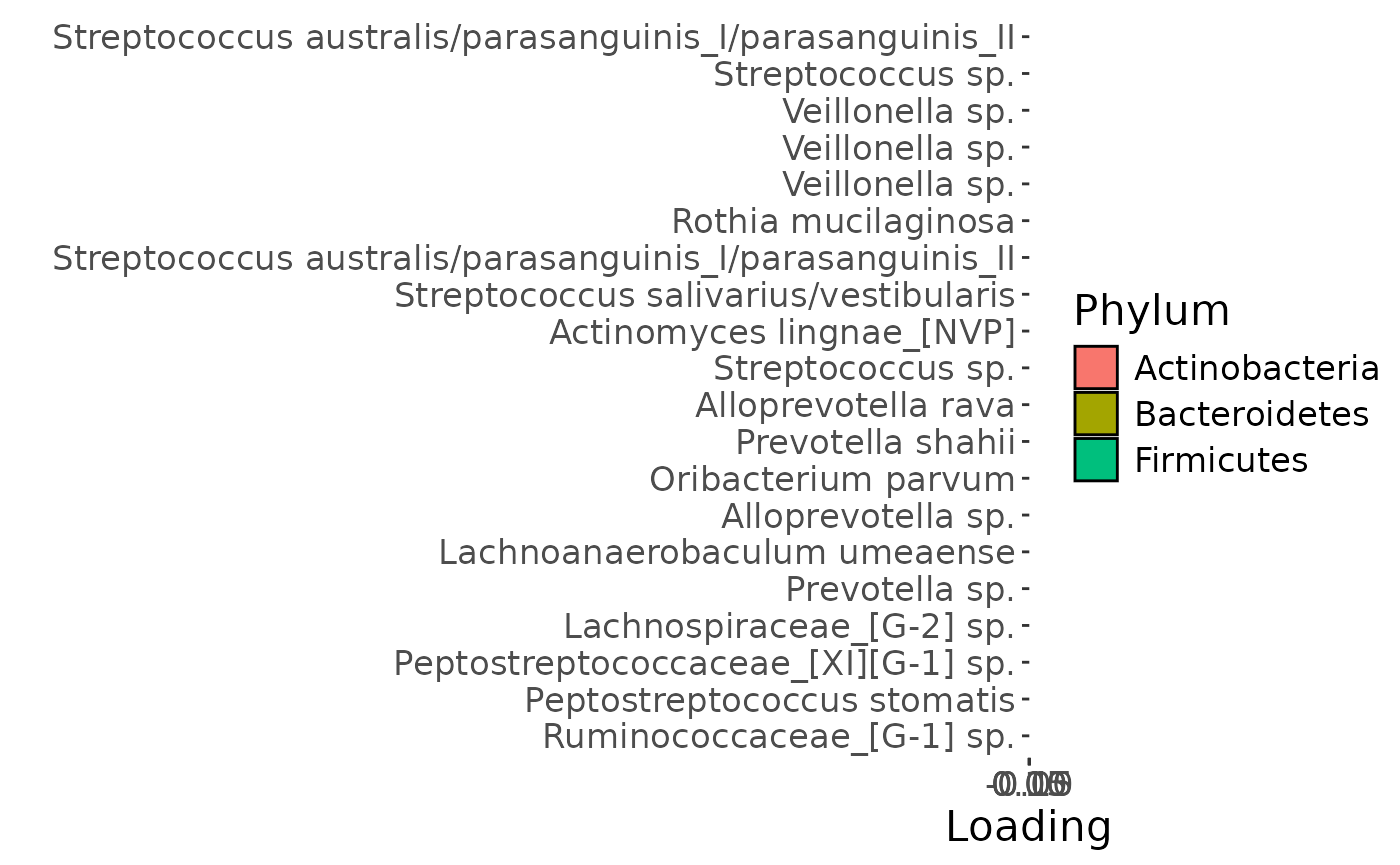 Streptococcus australis/parasanguinis_I/parasanguinis_II
Streptococcus sp.
Veillonella sp.
Veillonella sp.
Veillonella sp.
Rothia mucilaginosa
Streptococcus australis/parasanguinis_I/parasanguinis_II
Streptococcus salivarius/vestibularis
Actinomyces lingnae_[NVP]
Streptococcus sp.
Alloprevotella rava
Prevotella shahii
Oribacterium parvum
Alloprevotella sp.
Lachnoanaerobaculum umeaense
Prevotella sp.
Lachnospiraceae_[G-2] sp.
Peptostreptococcaceae_[XI][G-1] sp.
Peptostreptococcus stomatis
Ruminococcaceae_[G-1] sp.
Loading
Phylum
Actinobacteria
Bacteroidetes
Firmicutes